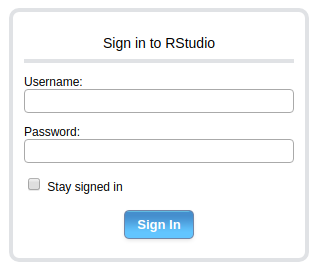 Sign in to RStudio
Username:
Password:
Stay signed in
Sign In